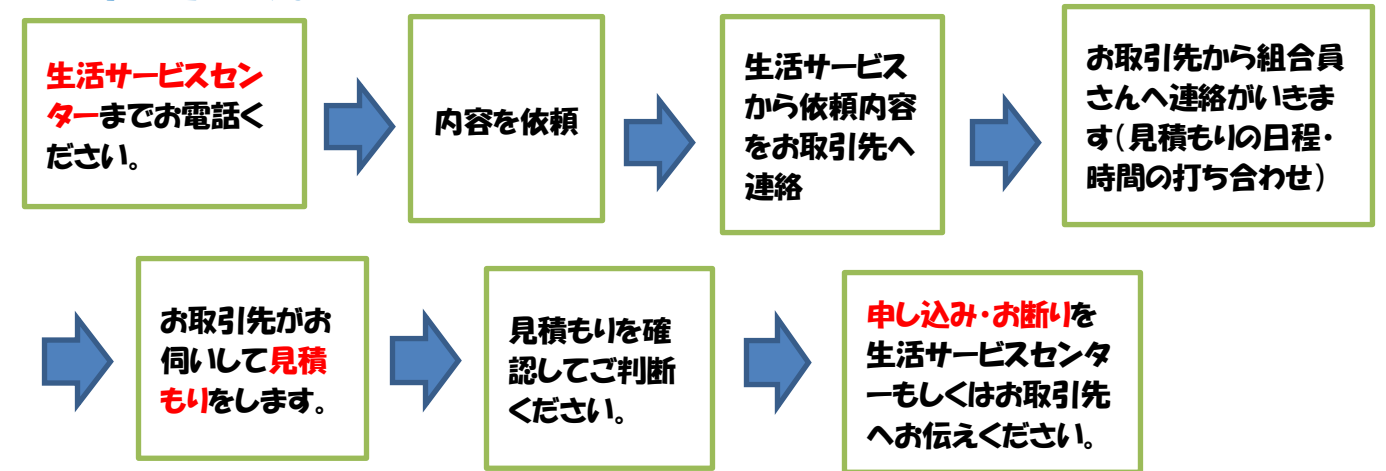 生活サービスセン
ターまでお電話く
ださい。
内容を依頼
生活サービス
から依頼内容
をお取引先へ
連絡
お取引先から組合員
さんへ連絡がいきま
す(見積もりの日程・
時間の打ち合わせ)
お取引先がお
伺いして見積
もりをします。
見積もりを確
認してご判断
ください。
申し込み・お断りを
生活サービスセンタ
ーもしくはお取引先
へお伝えください。